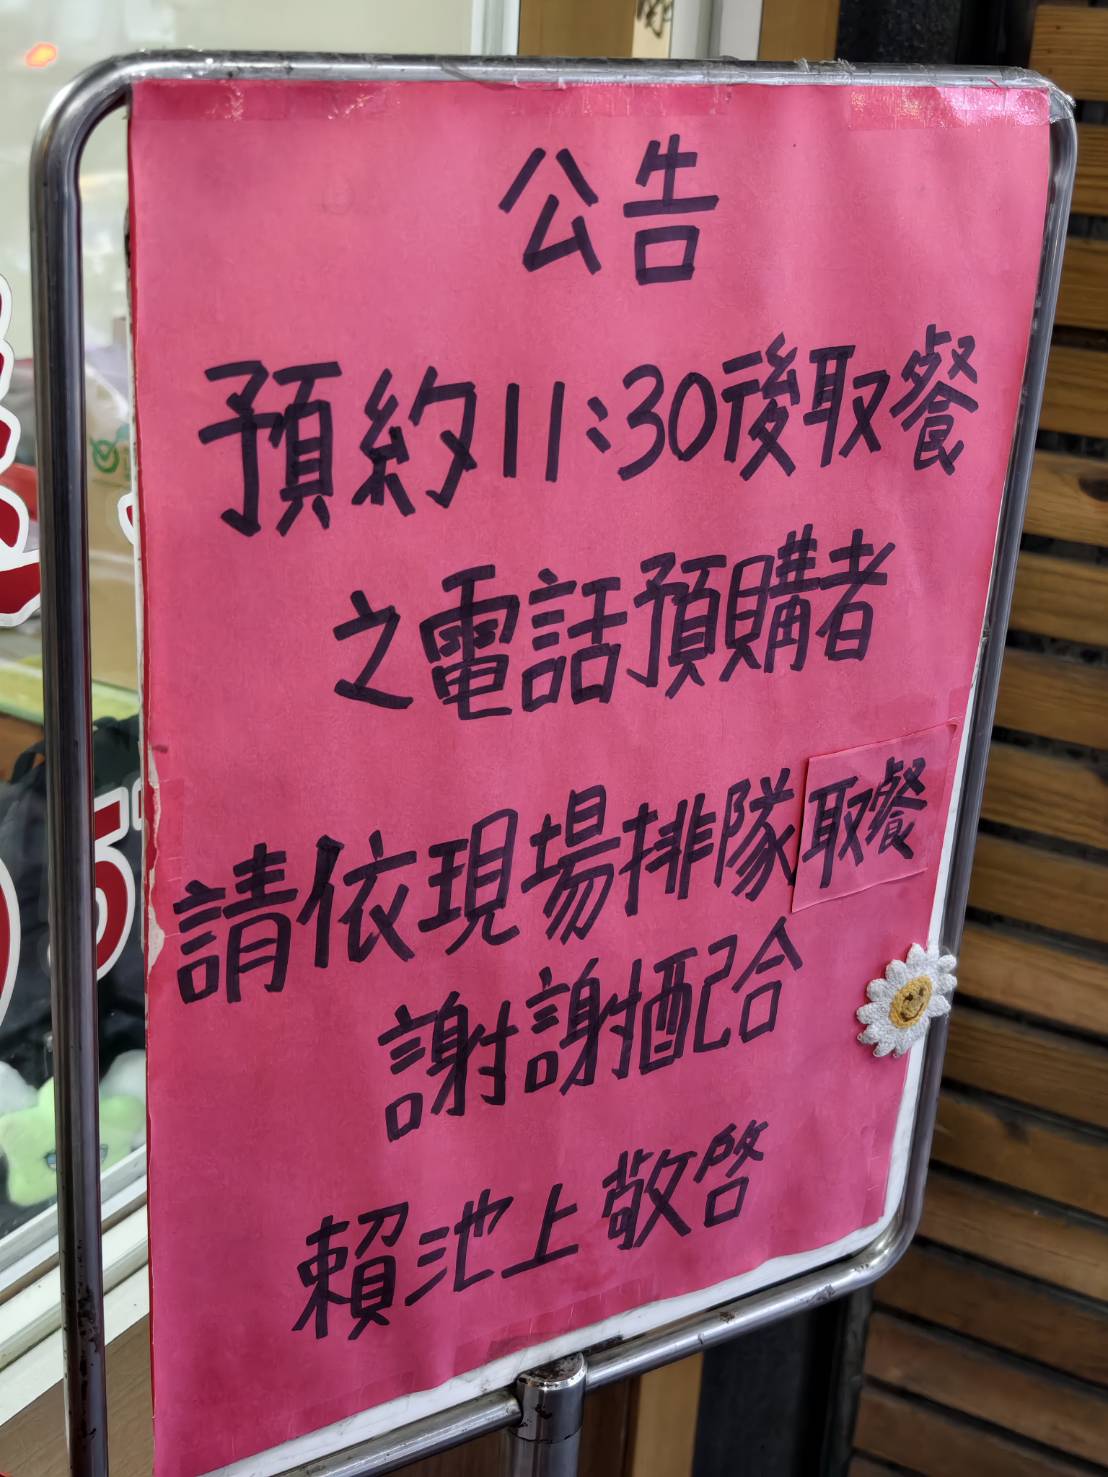 公告
預約11:30後取餐
之電話預購者
請依現場排隊取餐
謝謝配合
賴池上敬啓